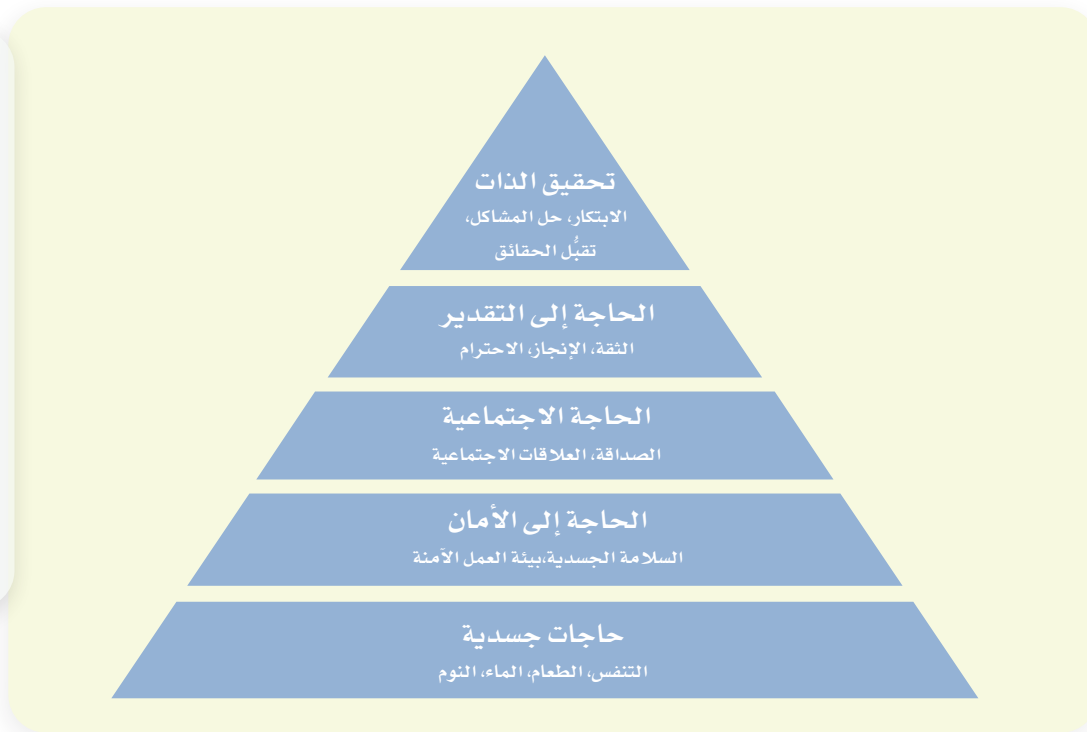 تحقيق الذات
الابتكار، حل المشاكل،
تقبُّل الحقائق
الحاجة إلى التقدير
الثقة، الإنجاز، الاحترام
الحاجة الاجتماعية
الصداقة، العلاقات الاجتماعية
الحاجة إلى الأمان
السلامة الجسدية،بيئة العمل الآمنة
حاجات جسدية
التنفس، الطعام، الماء، النوم